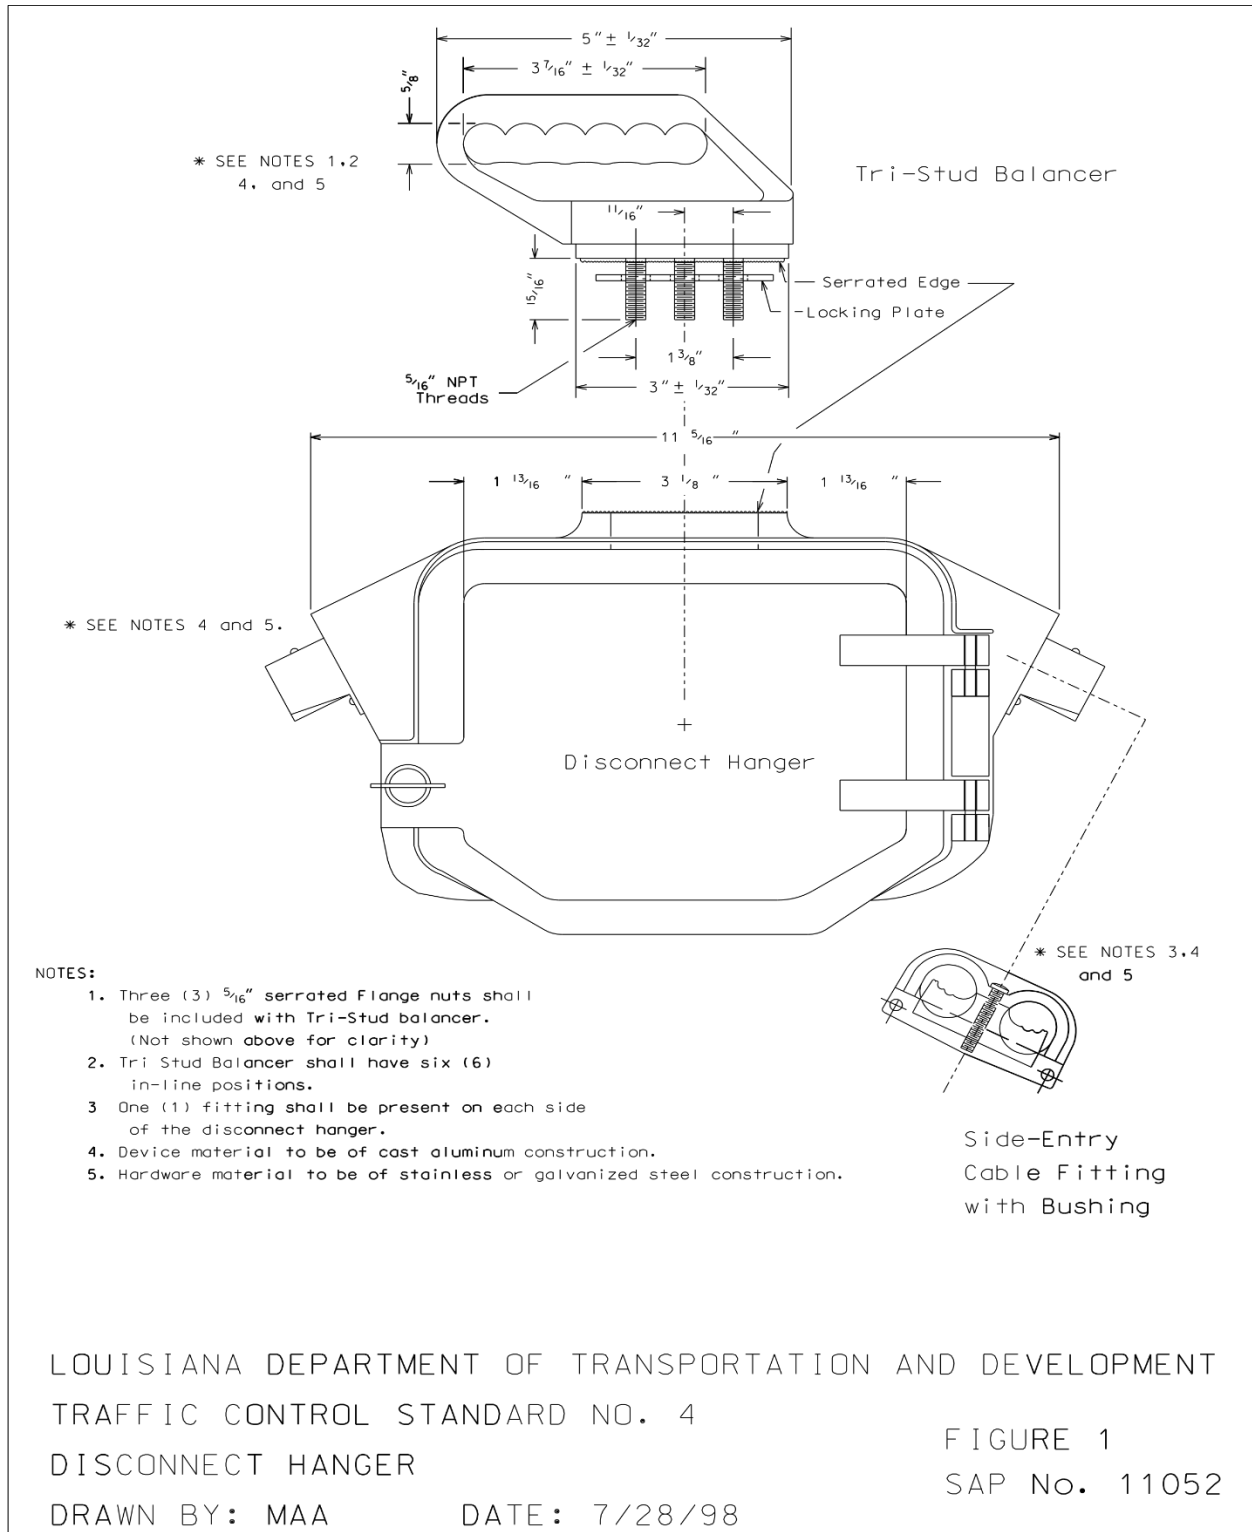 5" ± 1/32"
3 7/16" ± 1/32"
5/8"
* SEE NOTES 1,2
4, and 5
Tri-Stud Balancer
11/16"
15/16"
Serrated Edge
Locking Plate
1 3/8"
5/16" NPT
Threads
3" ± 1/32"
11 5/16 "
1 13/16 "
3 1/8 "
1 13/16 "
* SEE NOTES 4 and 5.
Disconnect Hanger
* SEE NOTES 3,4
and 5
NOTES:
1. Three (3) 5/16" serrated Flange nuts shall
be included with Tri-Stud balancer.
(Not shown above for clarity)
2. Tri Stud Balancer shall have six (6)
in-line positions.
3 One (1) fitting shall be present on each side
of the disconnect hanger.
4. Device material to be of cast aluminum construction.
5. Hardware material to be of stainless or galvanized steel construction.
Side-Entry
Cable Fitting
with Bushing
LOUISIANA DEPARTMENT OF TRANSPORTATION AND DEVELOPMENT
TRAFFIC CONTROL STANDARD NO. 4
DISCONNECT HANGER
DRAWN BY: MAA DATE: 7/28/98
FIGURE 1
SAP No. 11052